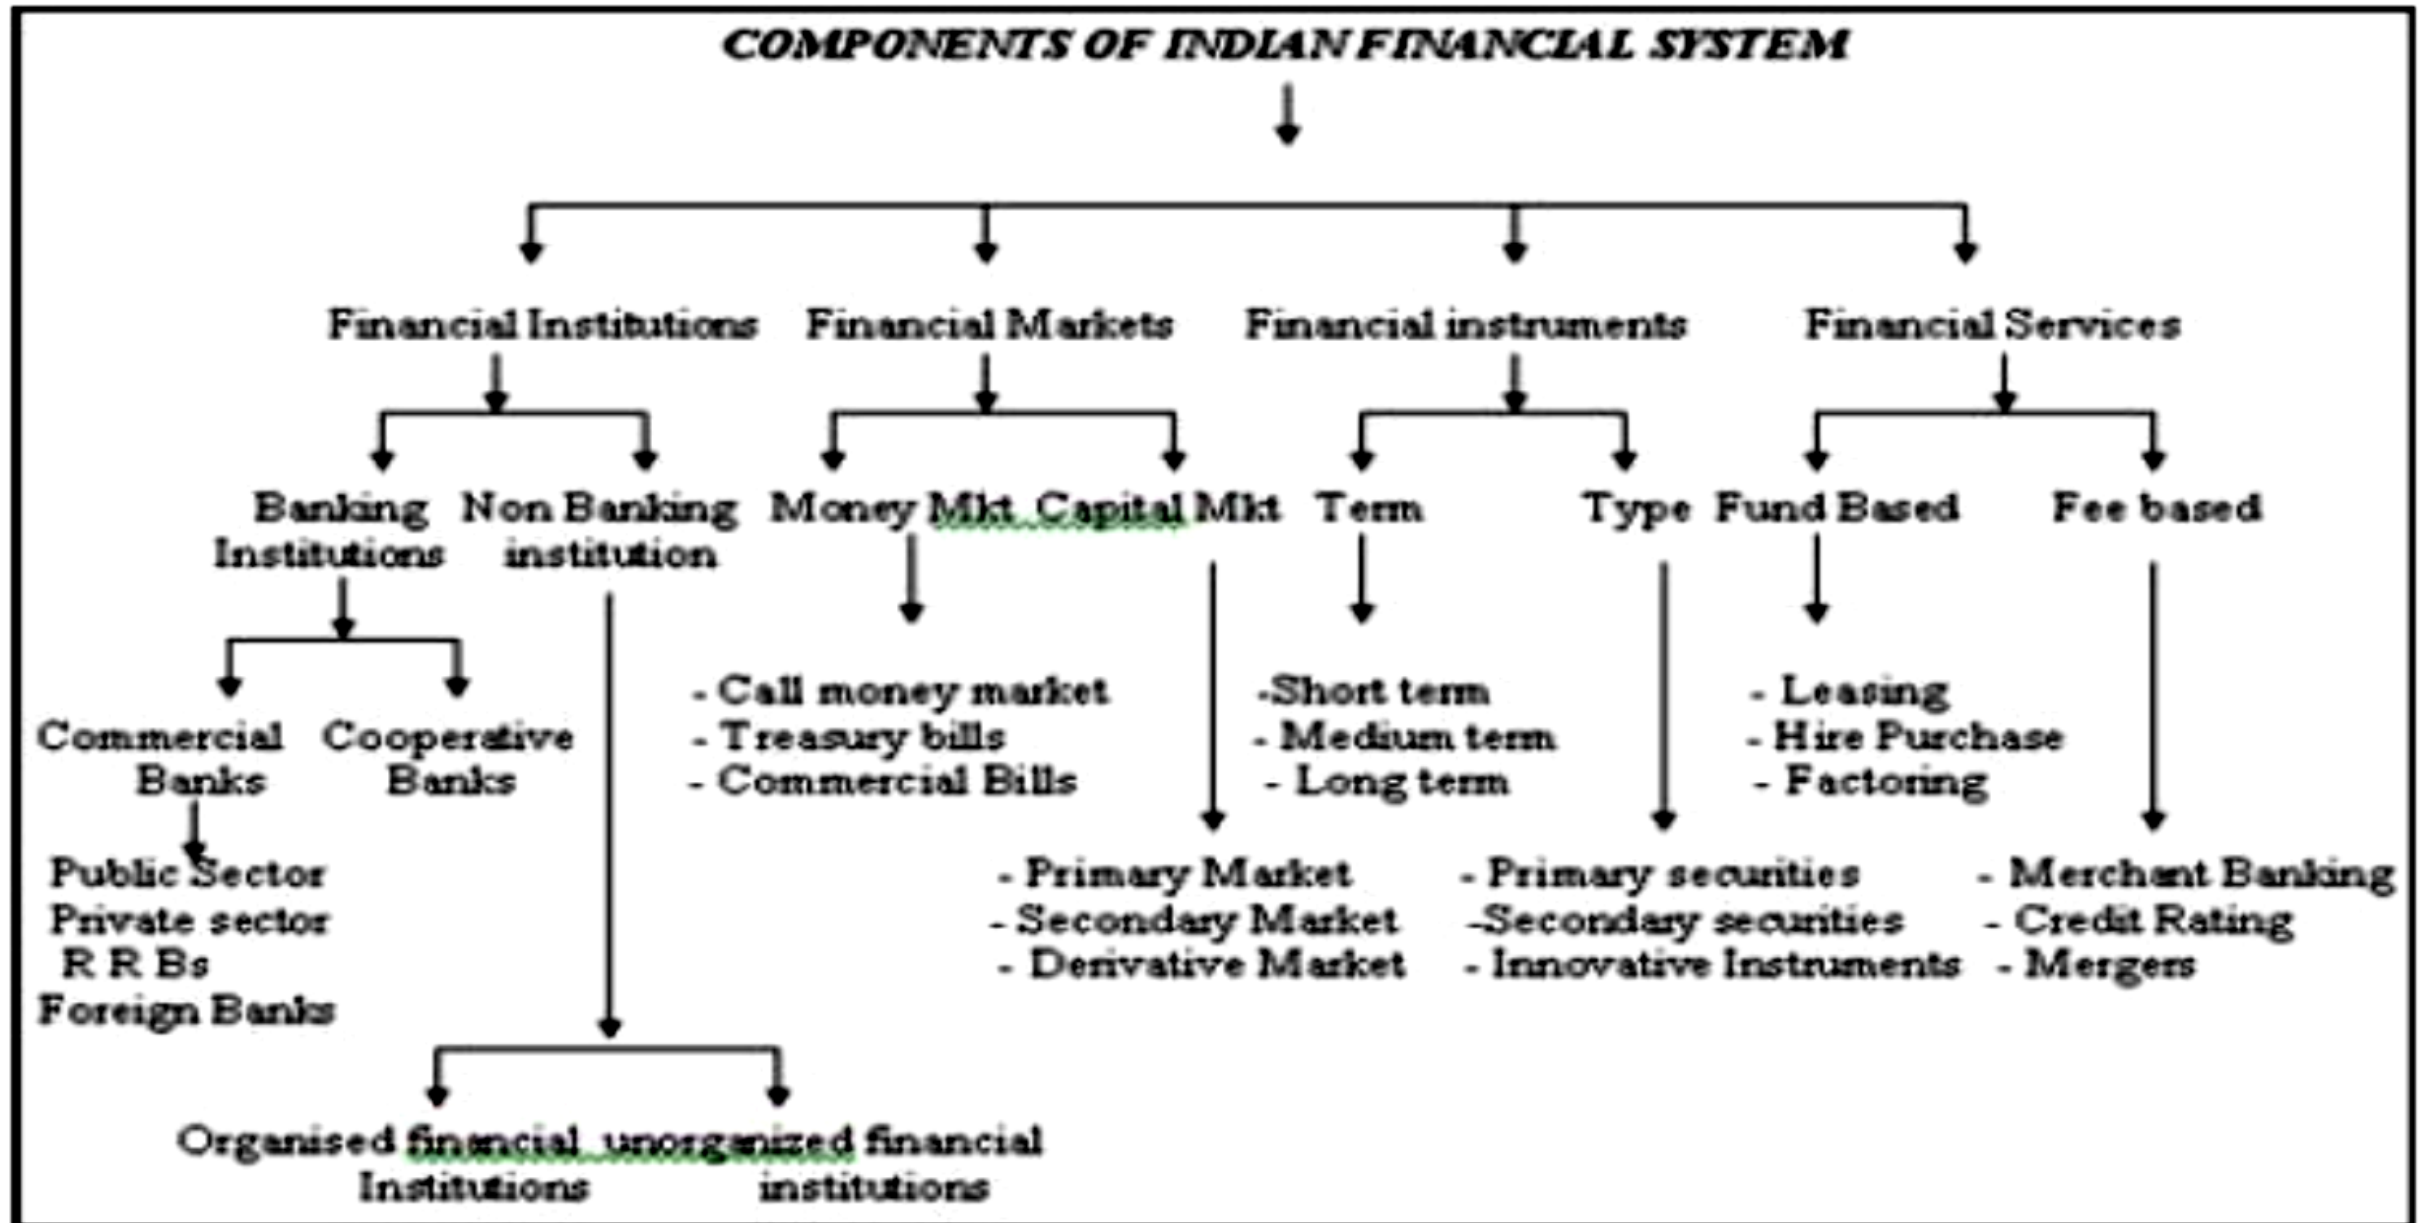 COMPONENTS OF INDIAN FINANCIAL SYSTEM
Financial Institutions
Financial Markets
Financial instruments
Financial Services
Banking
Institutions
Non Banking
institution
Money Mkt
Capital Mkt
Term
Type
Fund Based
Fee based
Commercial
Banks
Cooperative
Banks
- Call money market
- Treasury bills
- Commercial Bills
-Short term
- Medium term
- Long term
- Leasing
- Hire Purchase
- Factoring
Public Sector
Private sector
R R Bs
Foreign Banks
- Primary Market
- Secondary Market
- Derivative Market
- Primary securities
-Secondary securities
- Innovative Instruments
- Merchant Banking
- Credit Rating
- Mergers
Organised financial
Institutions
unorganized financial
institutions